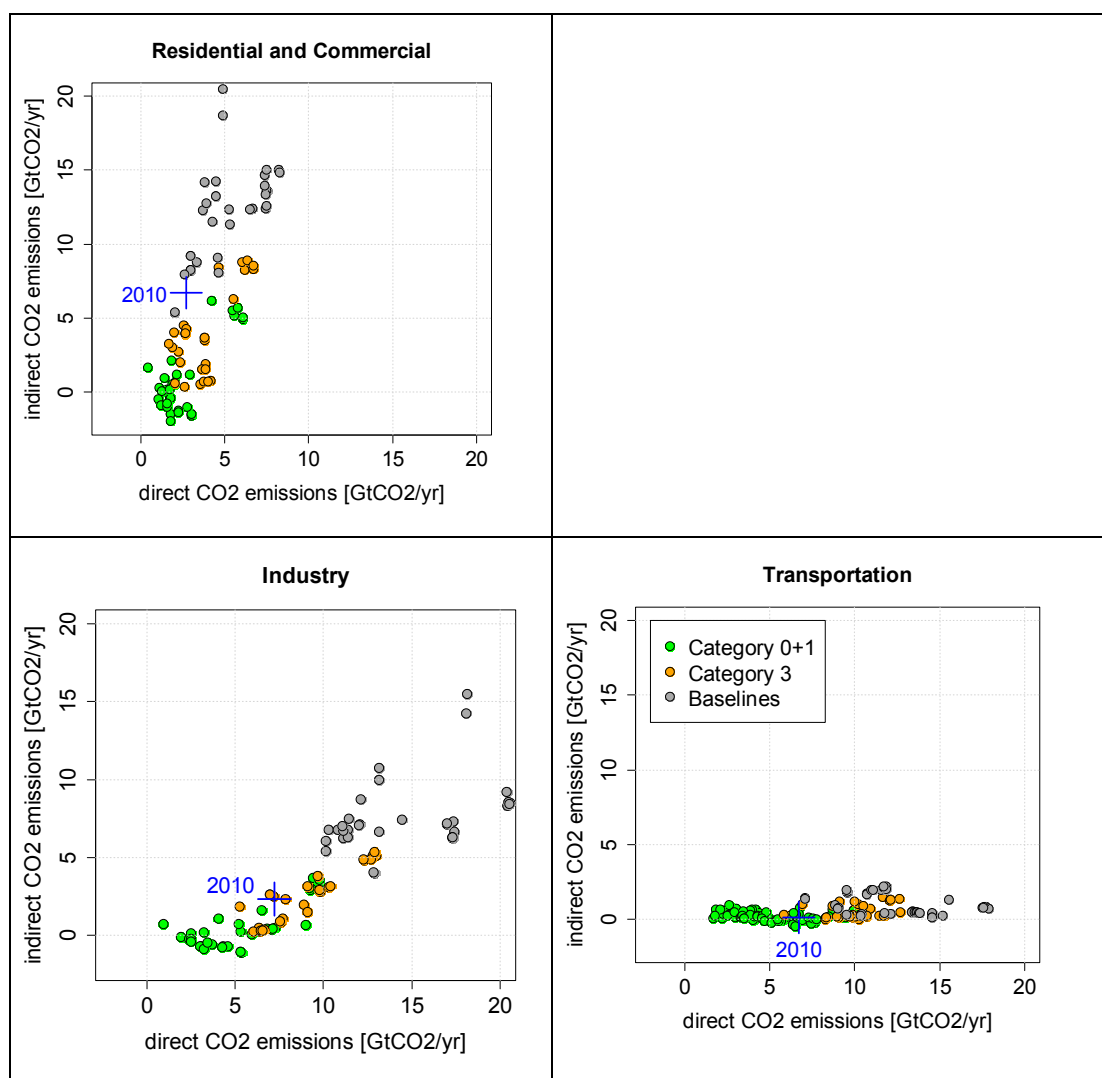 Residential and Commercial
indirect CO2 emissions [GtCO2/yr]
20
15
10
5
0
2010
0 5 10 15 20
direct CO2 emissions [GtCO2/yr]
Industry
indirect CO2 emissions [GtCO2/yr]
20
15
10
5
0
2010
0 5 10 15 20
direct CO2 emissions [GtCO2/yr]
Transportation
indirect CO2 emissions [GtCO2/yr]
20
15
10
5
0
Category 0+1
Category 3
Baselines
2010
0 5 10 15 20
direct CO2 emissions [GtCO2/yr]